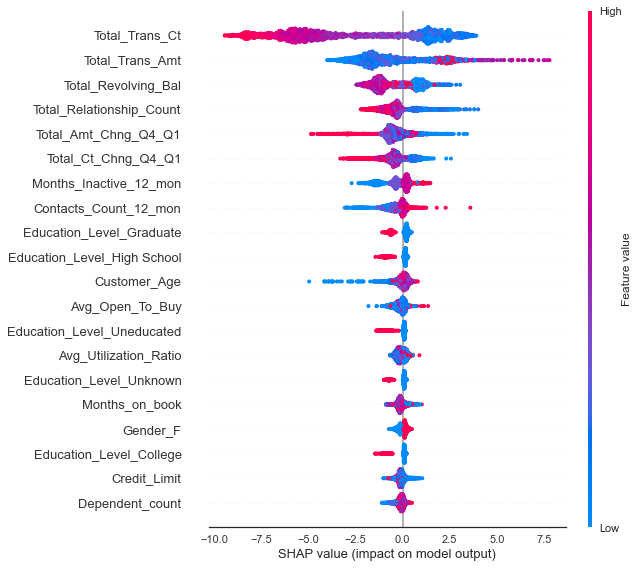 High
Total_Trans_Ct
Total_Trans_Amt
Total_Revolving_Bal
Total_Relationship_Count
Total_Amt_Chng_Q4_Q1
Total_Ct_Chng_Q4_Q1
Months_Inactive_12_mon
Contacts_Count_12_mon
Education_Level_Graduate
Education_Level_High School
Customer_Age
Avg_Open_To_Buy
Education_Level_Uneducated
Avg_Utilization_Ratio
Education_Level_Unknown
Months_on_book
Gender_F
Education_Level_College
Credit_Limit
Dependent_count
Feature value
Low
−10.0 −7.5 −5.0 −2.5 0.0 2.5 5.0 7.5
SHAP value (impact on model output)